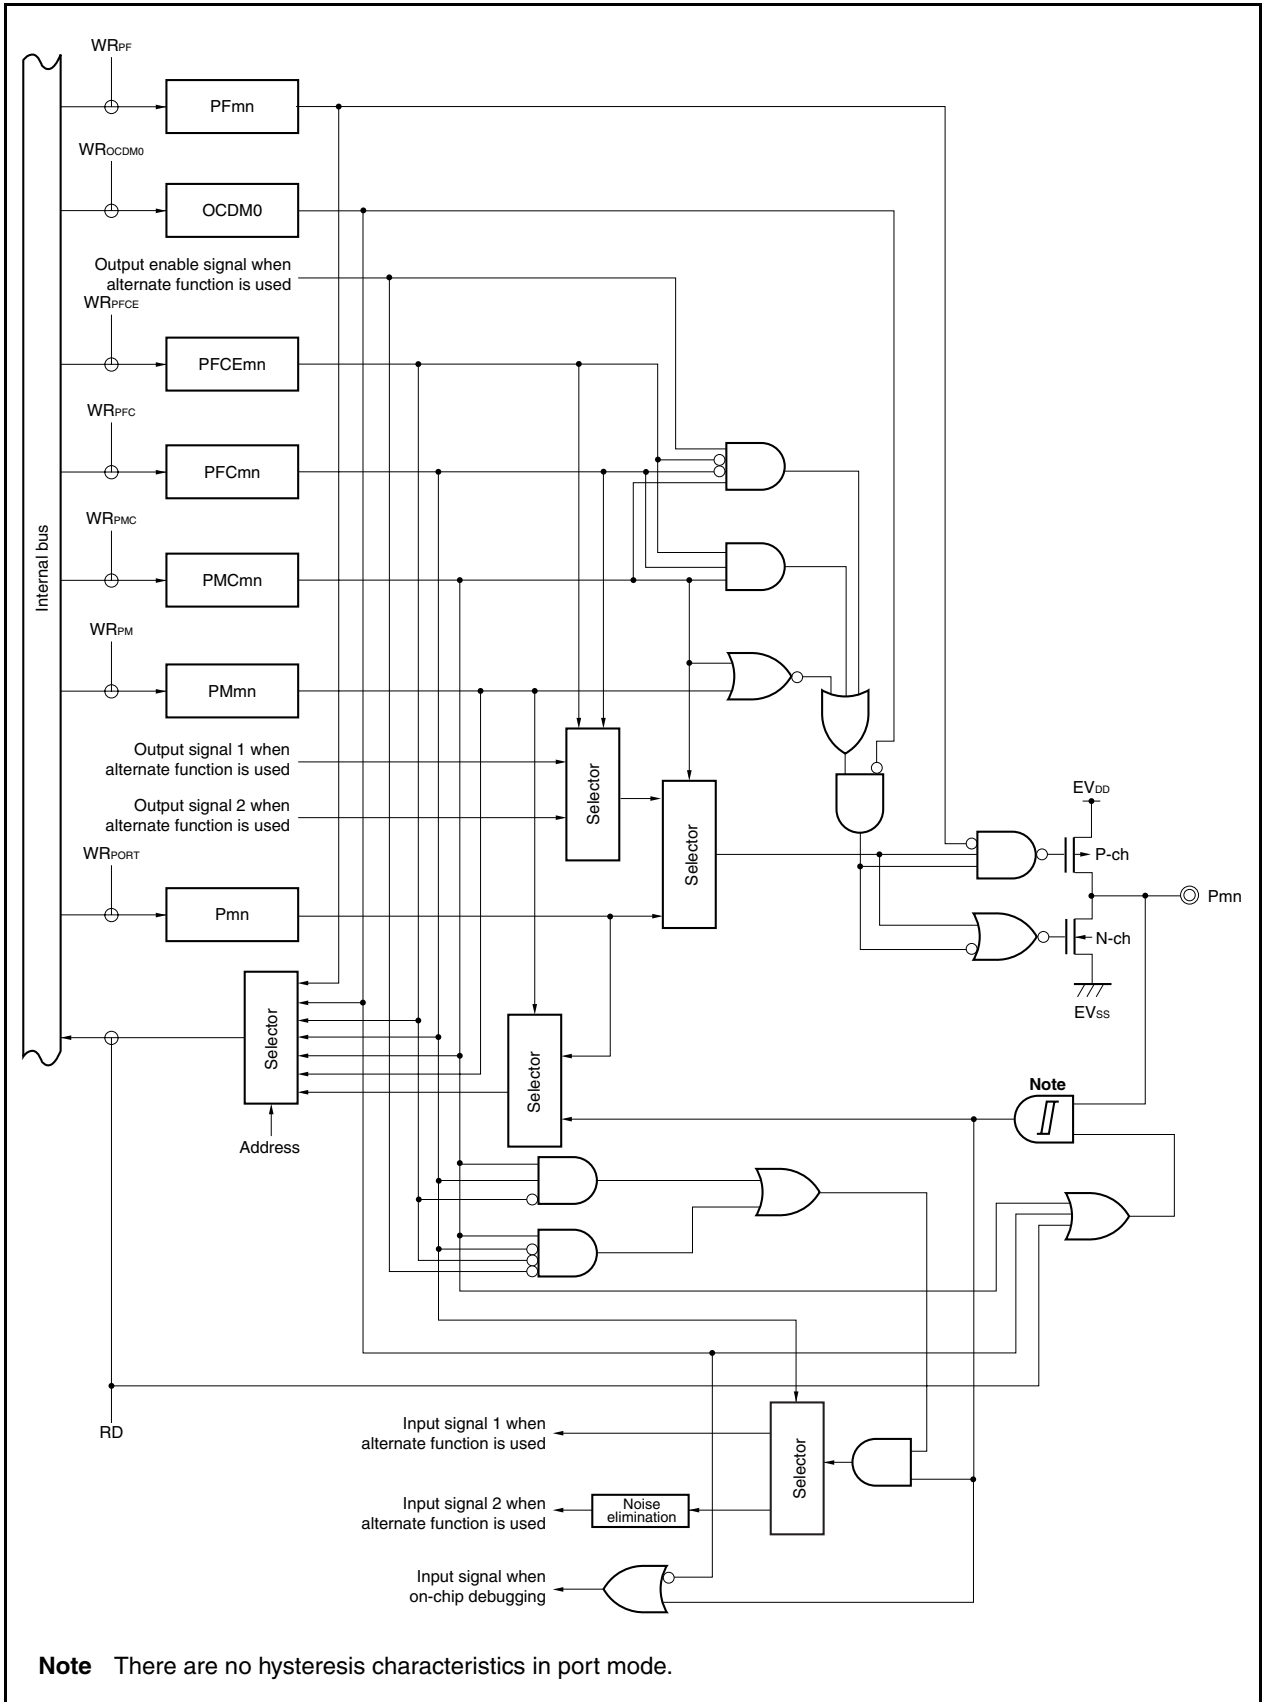 WRPF
PFmn
WROCDM0
OCDM0
Output enable signal when
alternate function is used
WRPFCE
PFCEmn
WRPFC
PFCmn
WRPMC
Internal bus
PMCmn
WRPM
PMmn
Output signal 1 when
alternate function is used
Selector
Output signal 2 when
alternate function is used
Selector
EVDD
P-ch
WRPORT
Pmn
Pmn
N-ch
EVSS
Selector
Selector
Note
Address
RD
Input signal 1 when
alternate function is used
Selector
Input signal 2 when
alternate function is used
Noise
elimination
Input signal when
on-chip debugging
Note There are no hysteresis characteristics in port mode.